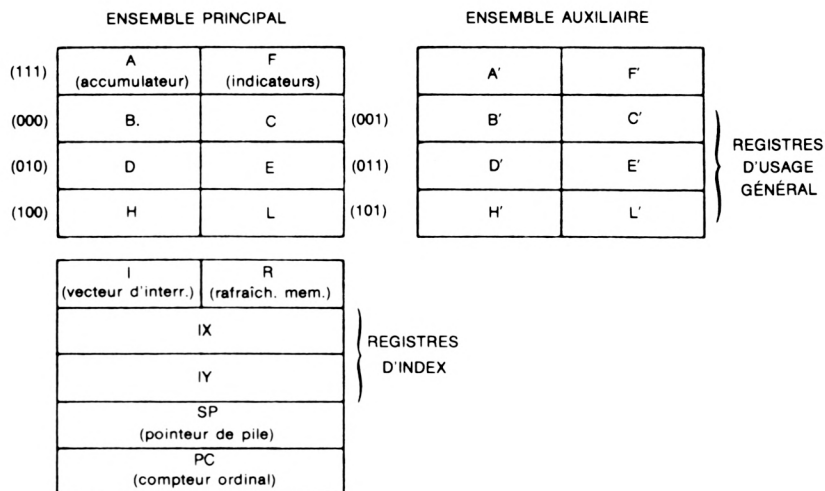 ENSEMBLE PRINCIPAL
ENSEMBLE AUXILIAIRE
(111) A F A' F'
(accumulateur) (indicateurs)
(000) B. C (001) B' C'
(010) D E (011) D' E'
(100) H L (101) H' L'
REGISTRES
D'USAGE
GÉNÉRAL
I R
(vecteur d'interr.) (rafraîch. mem.)
IX
IY
REGISTRES
D'INDEX
SP
(pointeur de pile)
PC
(compteur ordinal)